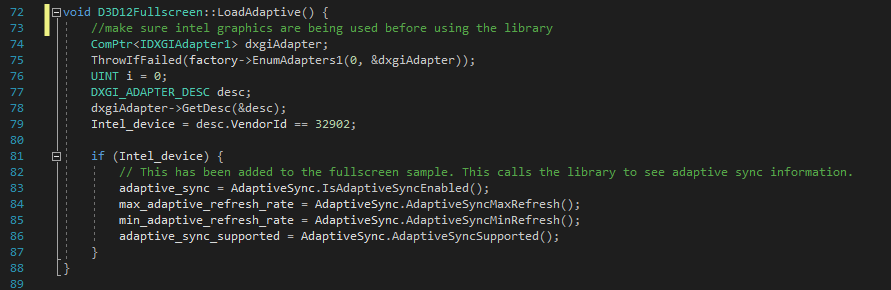 72 void D3D12Fullscreen::LoadAdaptive() {
73 //make sure intel graphics are being used before using the library
74 ComPtr<IDXGIAdapter1> dxgiAdapter;
75 ThrowIfFailed(factory->EnumAdapters1(0, &dxgiAdapter));
76 UINT i = 0;
77 DXGI_ADAPTER_DESC desc;
78 dxgiAdapter->GetDesc(&desc);
79 Intel_device = desc.VendorId == 32902;
80
81 if (Intel_device) {
82 // This has been added to the fullscreen sample. This calls the library to see adaptive sync information.
83 adaptive_sync = AdaptiveSync.IsAdaptiveSyncEnabled();
84 max_adaptive_refresh_rate = AdaptiveSync.AdaptiveSyncMaxRefresh();
85 min_adaptive_refresh_rate = AdaptiveSync.AdaptiveSyncMinRefresh();
86 adaptive_sync_supported = AdaptiveSync.AdaptiveSyncSupported();
87 }
88 }
89